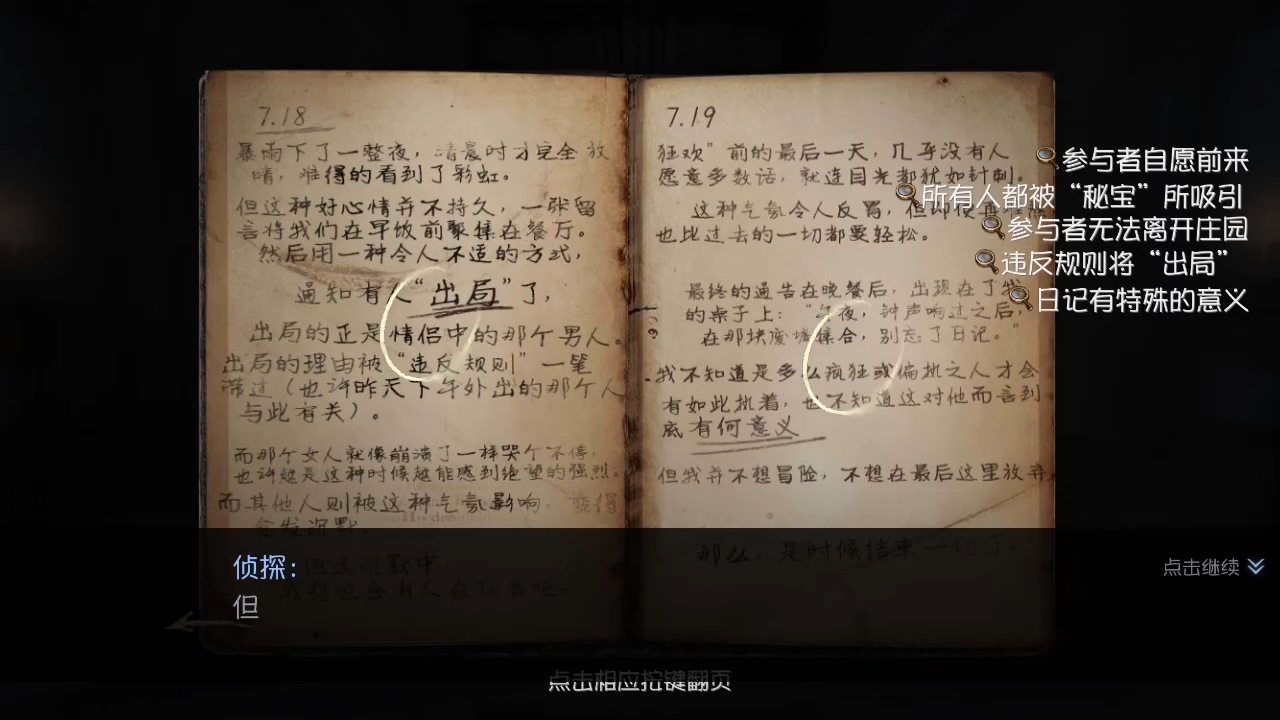 7.18
暴雨下了一整夜，清晨时才完全放
晴，难得的看到了彩虹。
但这种好心情并不持久，一张留
言将我们在早饭前聚集在餐厅。
然后用一种令人不适的方式，
通知有人“出局”了，
出局的正是情侣中的那个男人。
出局的理由被“违反规则”一笔
带过（也许昨天下午外出的那个人
与此有关）。
而那个女人就像崩溃了一样哭个不停，
也许越是这种时候越能感到绝望的强烈。
而其他人则被这种气氛影响，变得
愈发沉默。
但这沉默中，
7.19
狂欢”前的最后一天，几乎没有人
愿意多数话，就连目光都犹如针刺。
这种气氛令人反胃，但即使
也比过去的一切都要轻松。
最终的通告在晚餐后，出现在了我
的桌子上：“午夜，钟声响过之后，
在那块废墟集合，别忘了日记。”
我不知道是多么疯狂或偏执之人才会
有如此执着，也不知道这对他而言到
底有何意义
但我并不想冒险，不想在最后这里放弃
那么，是时候结束一切了。
参与者自愿前来
所有人都被“秘宝”所吸引
参与者无法离开庄园
违反规则将“出局”
日记有特殊的意义
侦探：
但
点击继续
点击相应按键翻页